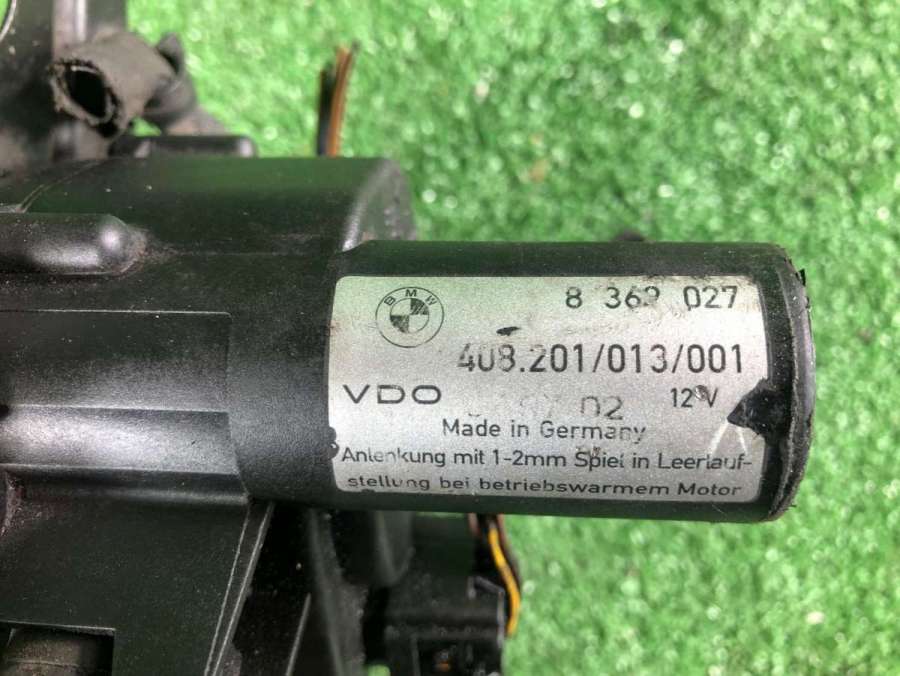 BMW
8 369 027
408.201/013/001
VDO
12 V
02
Made in Germany
Anlenkung mit 1-2mm Spiel in Leerlauf-
stellung bei betriebswarmem Motor